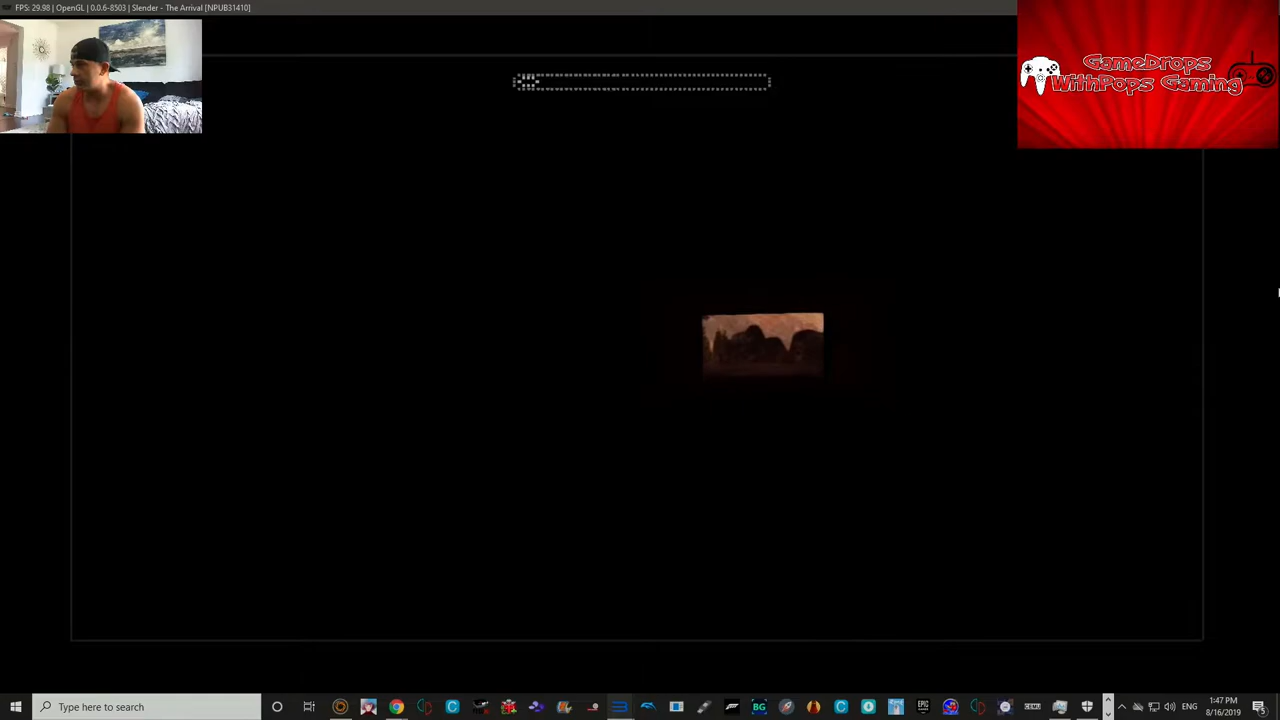 FPS: 29.98 | OpenGL | 0.0.6-8503 | Slender - The Arrival [NPUB31410]
GameDrops
WithPops Gaming
Type here to search
BG
ENG
1:47 PM
8/16/2019